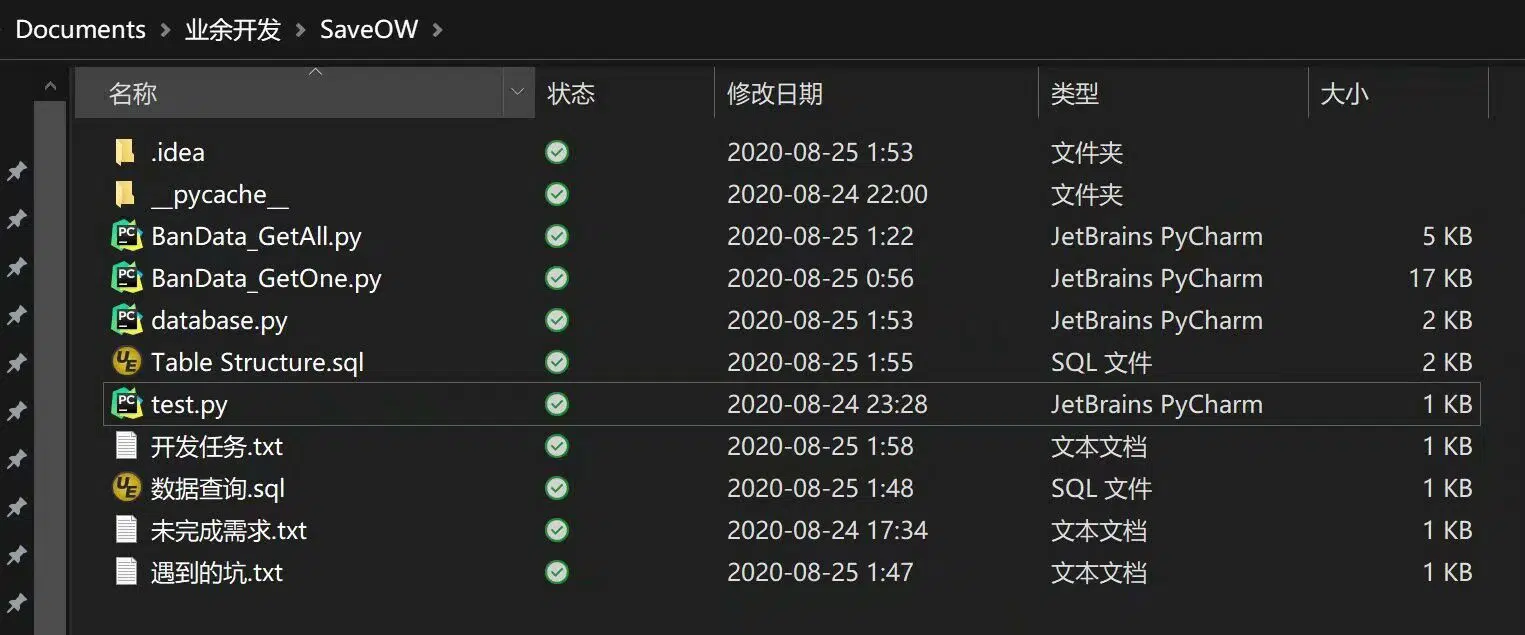 Documents > 业余开发 > SaveOW >
名称 状态 修改日期 类型 大小
.idea 2020-08-25 1:53 文件夹
__pycache__ 2020-08-24 22:00 文件夹
BanData_GetAll.py 2020-08-25 1:22 JetBrains PyCharm 5 KB
BanData_GetOne.py 2020-08-25 0:56 JetBrains PyCharm 17 KB
database.py 2020-08-25 1:53 JetBrains PyCharm 2 KB
Table Structure.sql 2020-08-25 1:55 SQL 文件 2 KB
test.py 2020-08-24 23:28 JetBrains PyCharm 1 KB
开发任务.txt 2020-08-25 1:58 文本文档 1 KB
数据查询.sql 2020-08-25 1:48 SQL 文件 1 KB
未完成需求.txt 2020-08-24 17:34 文本文档 1 KB
遇到的坑.txt 2020-08-25 1:47 文本文档 1 KB